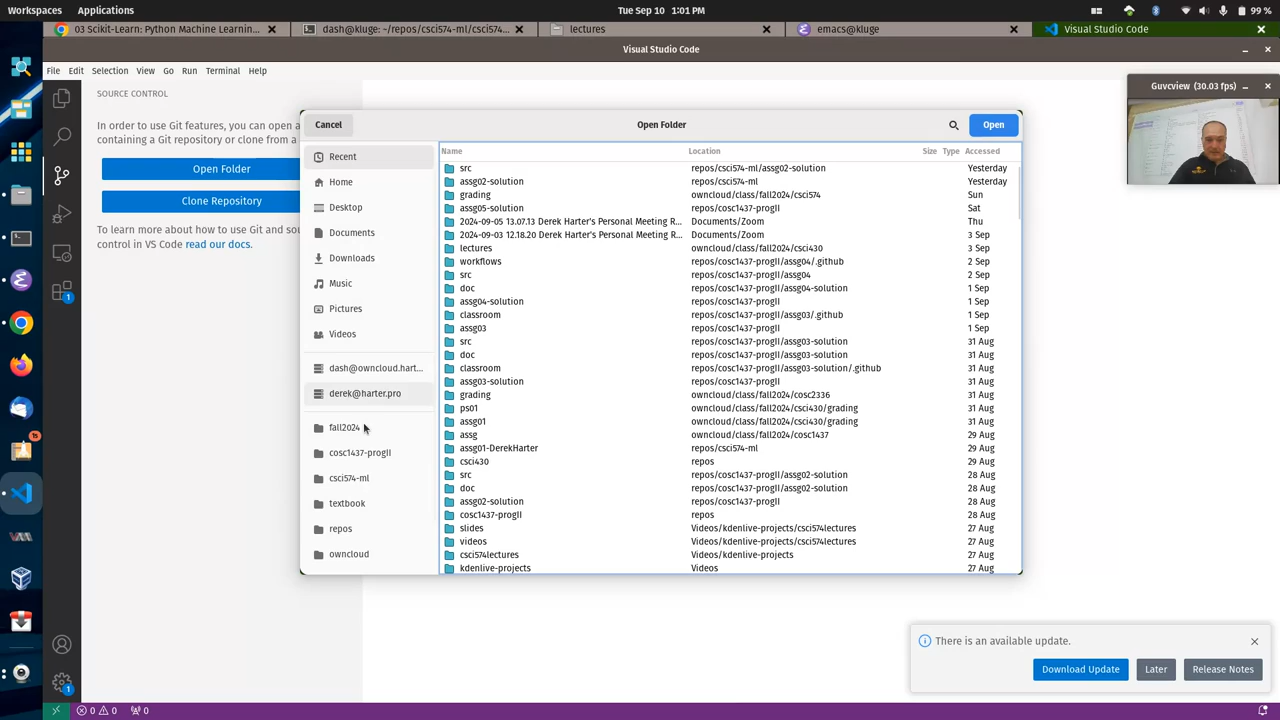 Workspaces Applications Tue Sep 10 1:01 PM 99 %
03 Scikit-Learn: Python Machine Learnin... dash@kluge: ~/repos/csci574-ml/csci574... lectures emacs@kluge Visual Studio Code
Visual Studio Code
File Edit Selection View Go Run Terminal Help
Guvcview (30.03 fps)
SOURCE CONTROL
In order to use Git features, you can open a
containing a Git repository or clone from a
Open Folder
Clone Repository
To learn more about how to use Git and sou
control in VS Code read our docs.
Cancel Open Folder Open
Recent
Home
Desktop
Documents
Downloads
Music
Pictures
Videos
dash@owncloud.hart...
derek@harter.pro
fall2024
cosc1437-progII
csci574-ml
textbook
repos
owncloud
Name Location Size Type Accessed
src repos/csci574-ml/assg02-solution Yesterday
assg02-solution repos/csci574-ml Yesterday
grading owncloud/class/fall2024/csci574 Sun
assg05-solution repos/cosc1437-progII Sat
2024-09-05 13.07.13 Derek Harter's Personal Meeting R... Documents/Zoom Thu
2024-09-03 12.18.20 Derek Harter's Personal Meeting R... Documents/Zoom 3 Sep
lectures owncloud/class/fall2024/csci430 3 Sep
workflows repos/cosc1437-progII/assg04/.github 2 Sep
src repos/cosc1437-progII/assg04 2 Sep
doc repos/cosc1437-progII/assg04-solution 1 Sep
assg04-solution repos/cosc1437-progII 1 Sep
classroom repos/cosc1437-progII/assg03/.github 1 Sep
assg03 repos/cosc1437-progII 1 Sep
src repos/cosc1437-progII/assg03-solution 31 Aug
doc repos/cosc1437-progII/assg03-solution 31 Aug
classroom repos/cosc1437-progII/assg03-solution/.github 31 Aug
assg03-solution repos/cosc1437-progII 31 Aug
grading owncloud/class/fall2024/cosc2336 31 Aug
ps01 owncloud/class/fall2024/csci430/grading 31 Aug
assg01 owncloud/class/fall2024/csci430/grading 31 Aug
assg owncloud/class/fall2024/cosc1437 29 Aug
assg01-DerekHarter repos/csci574-ml 29 Aug
csci430 repos 29 Aug
src repos/cosc1437-progII/assg02-solution 28 Aug
doc repos/cosc1437-progII/assg02-solution 28 Aug
assg02-solution repos/cosc1437-progII 28 Aug
cosc1437-progII repos 28 Aug
slides Videos/kdenlive-projects/csci574lectures 27 Aug
videos Videos/kdenlive-projects/csci574lectures 27 Aug
csci574lectures Videos/kdenlive-projects 27 Aug
kdenlive-projects Videos 27 Aug
1
15
1
There is an available update.
Download Update Later Release Notes
0 0 0